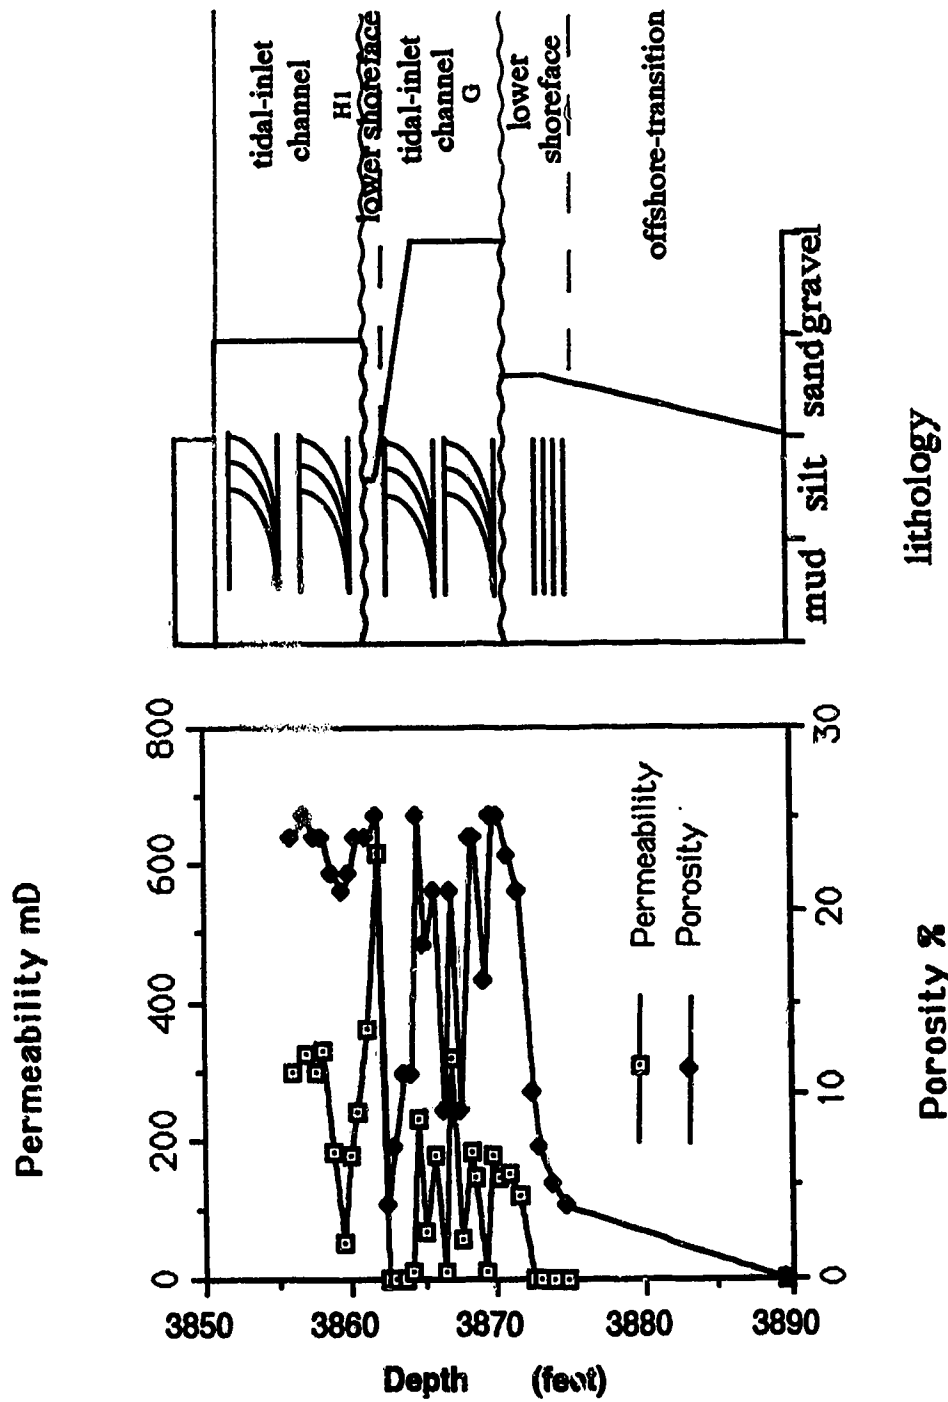 tidal-inlet
channel
H1
lower shoreface
tidal-inlet
channel
G
lower
shoreface
offshore-transition
mud silt sand gravel
lithology
Permeability mD
0 200 400 600 800
Permeability
Porosity
0 10 20 30
Porosity %
3850 3860 3870 3880 3890
Depth (feet)